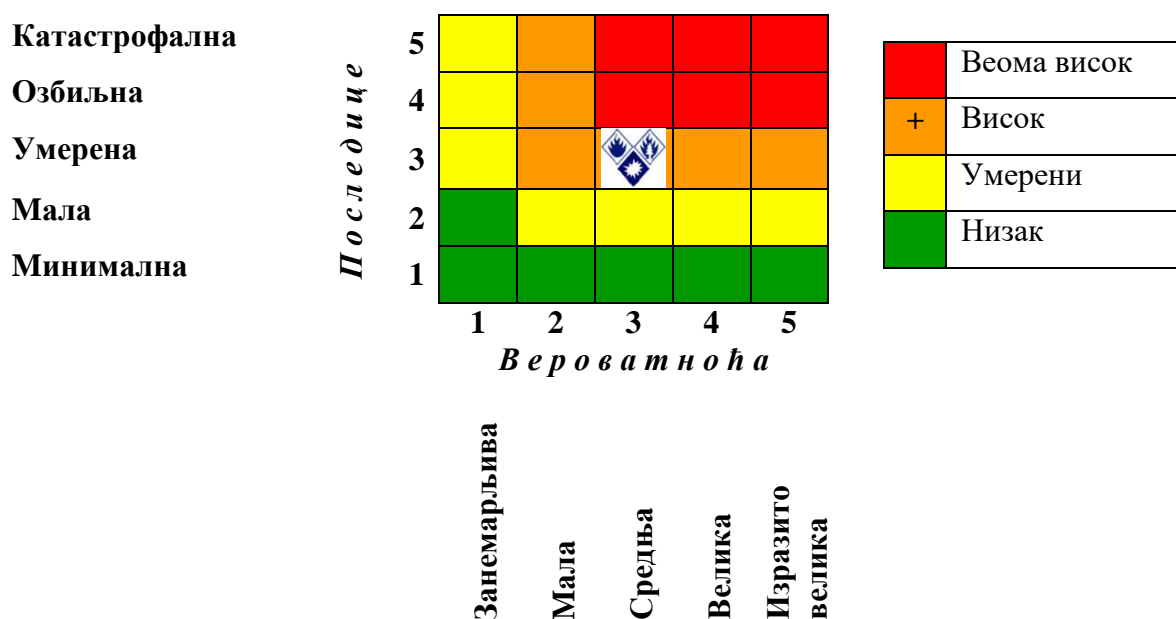 Катастрофална
Озбиљна
Умерена
Мала
Минимална
Последице
5
4
3
2
1
1 2 3 4 5
Вероватноћа
Занемарљива
Мала
Средња
Велика
Изразито
велика
Веома висок
+ Висок
Умерени
Низак